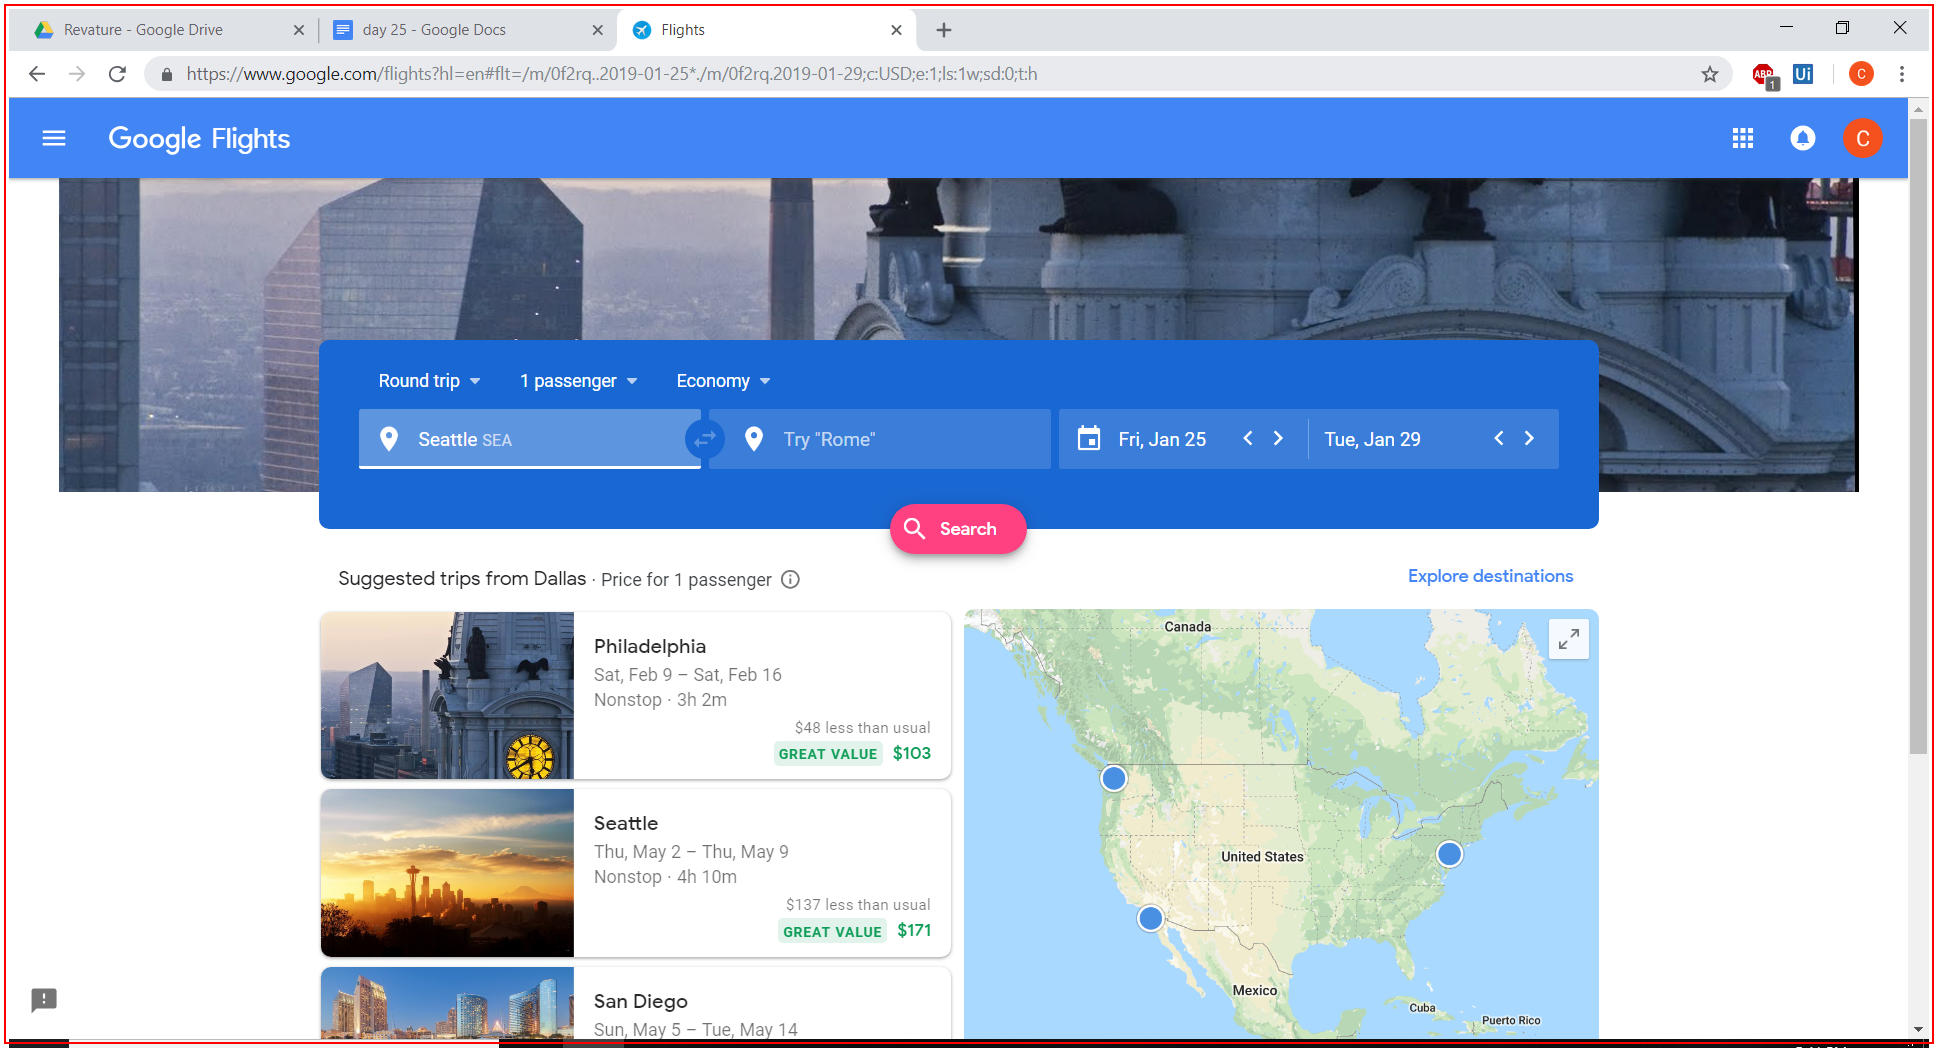 Revature - Google Drive
day 25 - Google Docs
Flights
https://www.google.com/flights?hl=en#flt=/m/0f2rq..2019-01-25*./m/0f2rq.2019-01-29;c:USD;e:1;ls:1w;sd:0;t:h
ABP
1
Ui
C
Google Flights
C
Round trip
1 passenger
Economy
Seattle SEA
Try "Rome"
Fri, Jan 25
Tue, Jan 29
Search
Suggested trips from Dallas · Price for 1 passenger
Explore destinations
Philadelphia
Sat, Feb 9 – Sat, Feb 16
Nonstop · 3h 2m
$48 less than usual
GREAT VALUE $103
Seattle
Thu, May 2 – Thu, May 9
Nonstop · 4h 10m
$137 less than usual
GREAT VALUE $171
San Diego
Sun, May 5 – Tue, May 14
Canada
United States
Mexico
Cuba
Puerto Rico